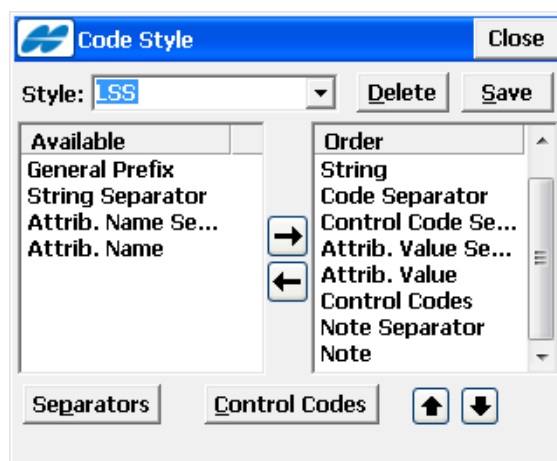 Code Style
Close
Style: LSS
Delete
Save
Available
General Prefix
String Separator
Attrib. Name Se...
Attrib. Name
Order
String
Code Separator
Control Code Se...
Attrib. Value Se...
Attrib. Value
Control Codes
Note Separator
Note
Separators
Control Codes